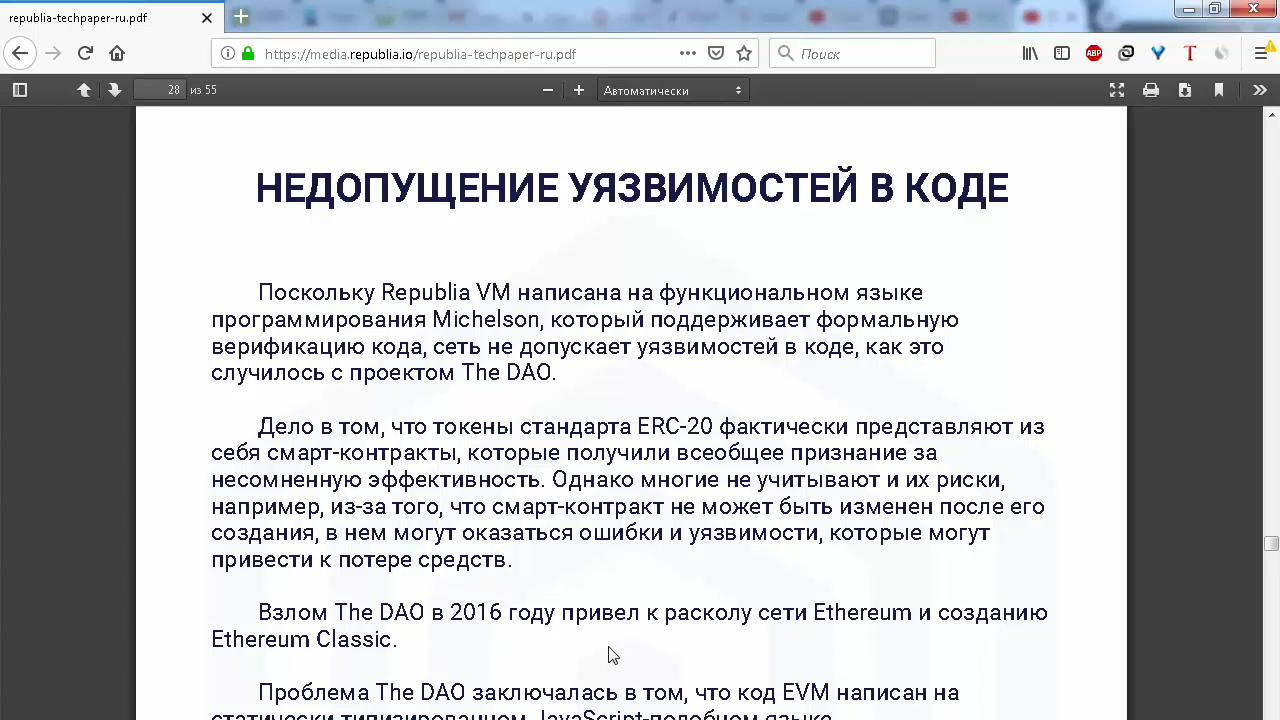 republia-techpaper-ru.pdf
https://media.republia.io/republia-techpaper-ru.pdf
Поиск
ABP
T
28 из 55
Автоматически
НЕДОПУЩЕНИЕ УЯЗВИМОСТЕЙ В КОДЕ
Поскольку Republia VM написана на функциональном языке
программирования Michelson, который поддерживает формальную
верификацию кода, сеть не допускает уязвимостей в коде, как это
случилось с проектом The DAO.
Дело в том, что токены стандарта ERC-20 фактически представляют из
себя смарт-контракты, которые получили всеобщее признание за
несомненную эффективность. Однако многие не учитывают и их риски,
например, из-за того, что смарт-контракт не может быть изменен после его
создания, в нем могут оказаться ошибки и уязвимости, которые могут
привести к потере средств.
Взлом The DAO в 2016 году привел к расколу сети Ethereum и созданию
Ethereum Classic.
Проблема The DAO заключалась в том, что код EVM написан на
статически типизированном JavaScript-подобном языке